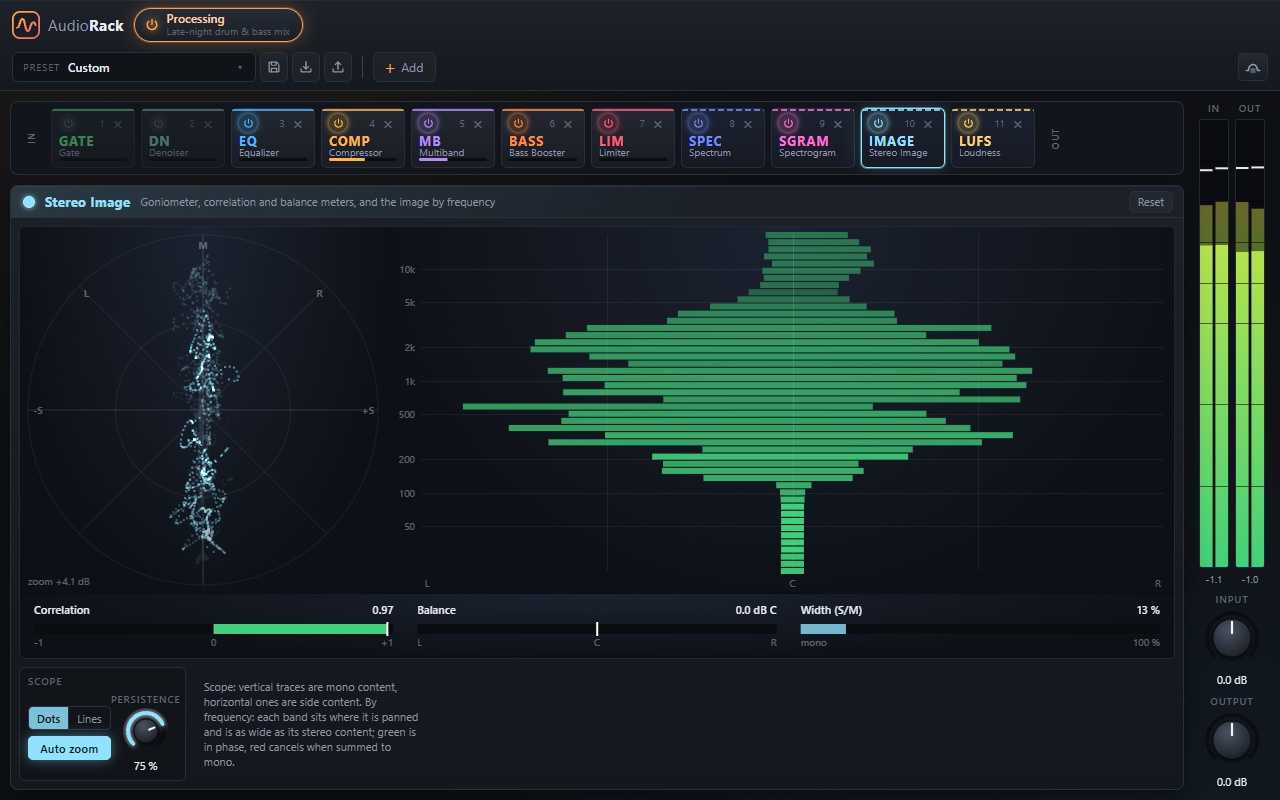 AudioRack
Processing
Late-night drum & bass mix
PRESET Custom
+ Add
IN
1
GATE
Gate
2
DN
Denoiser
3
EQ
Equalizer
4
COMP
Compressor
5
MB
Multiband
6
BASS
Bass Booster
7
LIM
Limiter
8
SPEC
Spectrum
9
SGRAM
Spectrogram
10
IMAGE
Stereo Image
11
LUFS
Loudness
OUT
IN OUT
Stereo Image Goniometer, correlation and balance meters, and the image by frequency Reset
M
L
R
-S
+S
zoom +4.1 dB
10k
5k
2k
1k
500
200
100
50
L
C
R
Correlation 0.97
-1
0
+1
Balance 0.0 dB C
L
C
R
Width (S/M) 13 %
mono
100 %
-1.1 -1.0
INPUT
0.0 dB
OUTPUT
0.0 dB
SCOPE
PERSISTENCE
Dots Lines
Auto zoom
75 %
Scope: vertical traces are mono content,
horizontal ones are side content. By
frequency: each band sits where it is panned
and is as wide as its stereo content; green is
in phase, red cancels when summed to
mono.